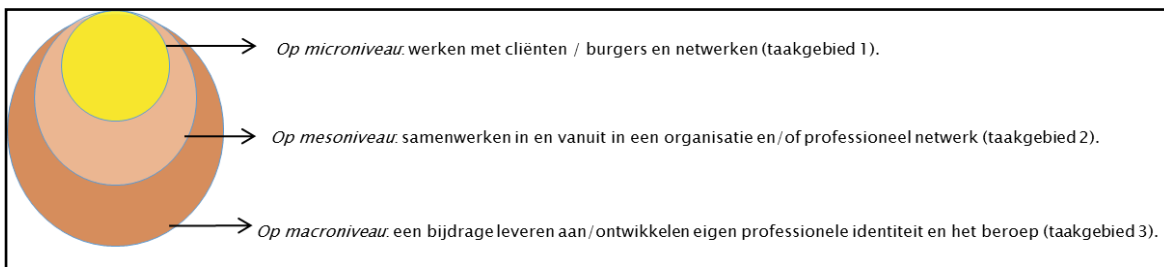 Op microniveau: werken met cliënten / burgers en netwerken (taakgebied 1).
Op mesoniveau: samenwerken in en vanuit in een organisatie en/of professioneel netwerk (taakgebied 2).
Op macroniveau: een bijdrage leveren aan/ontwikkelen eigen professionele identiteit en het beroep (taakgebied 3).